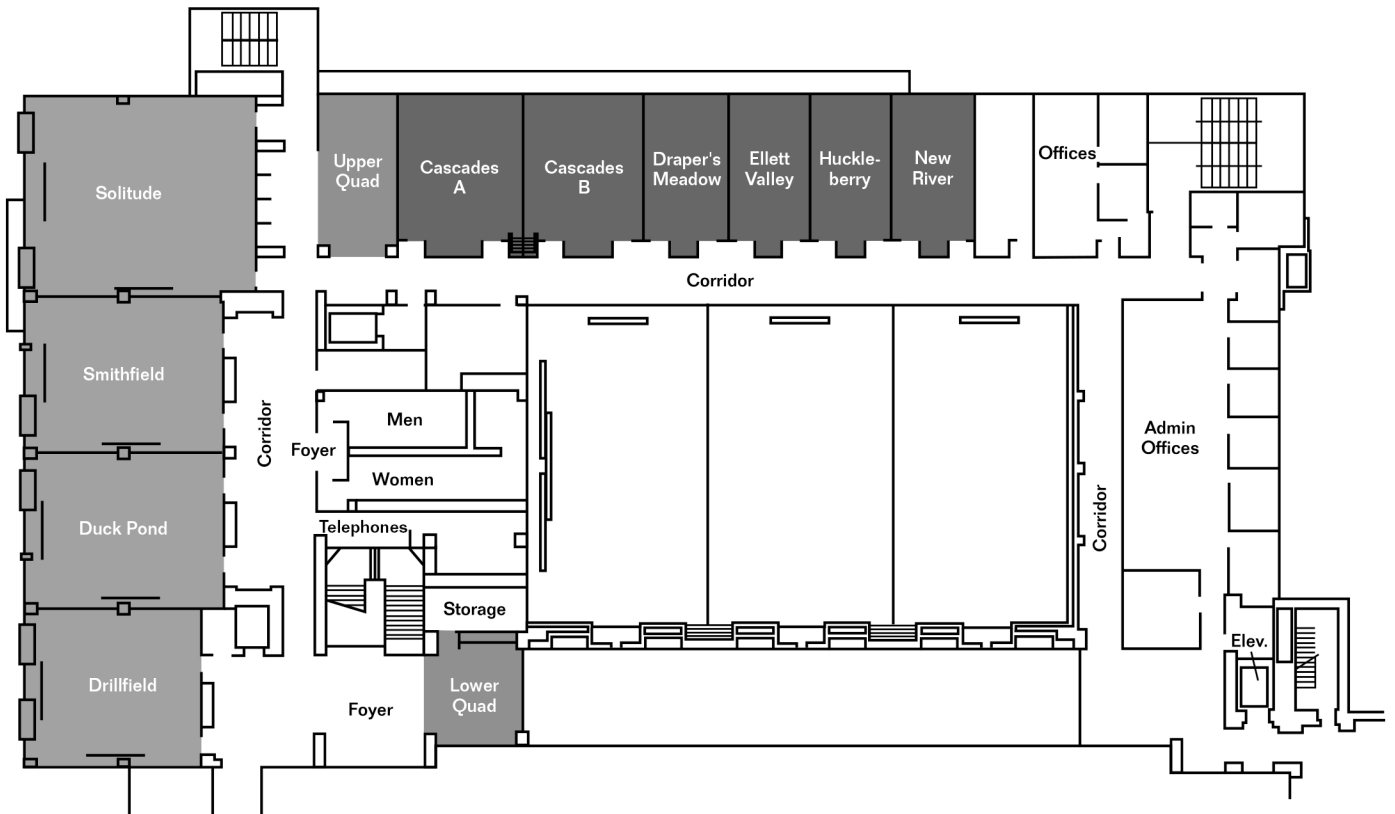 Solitude
Upper
Quad
Cascades
A
Cascades
B
Draper's
Meadow
Ellett
Valley
Huckle-
berry
New
River
Offices
Corridor
Smithfield
Corridor
Foyer
Men
Women
Admin
Offices
Duck Pond
Telephones
Corridor
Storage
Drillfield
Foyer
Lower
Quad
Elev.